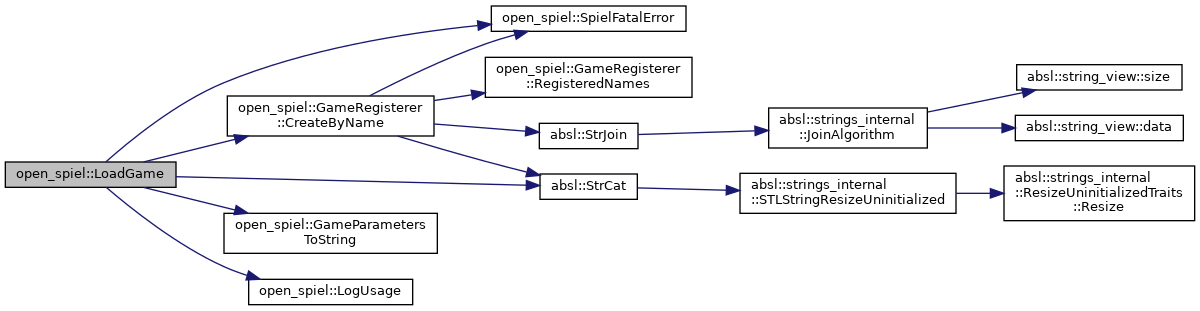 open_spiel::LoadGame
open_spiel::GameRegisterer
::CreateByName
open_spiel::GameParameters
ToString
open_spiel::LogUsage
open_spiel::SpielFatalError
open_spiel::GameRegisterer
::RegisteredNames
absl::StrJoin
absl::StrCat
absl::strings_internal
::JoinAlgorithm
absl::strings_internal
::STLStringResizeUninitialized
absl::string_view::size
absl::string_view::data
absl::strings_internal
::ResizeUninitializedTraits
::Resize